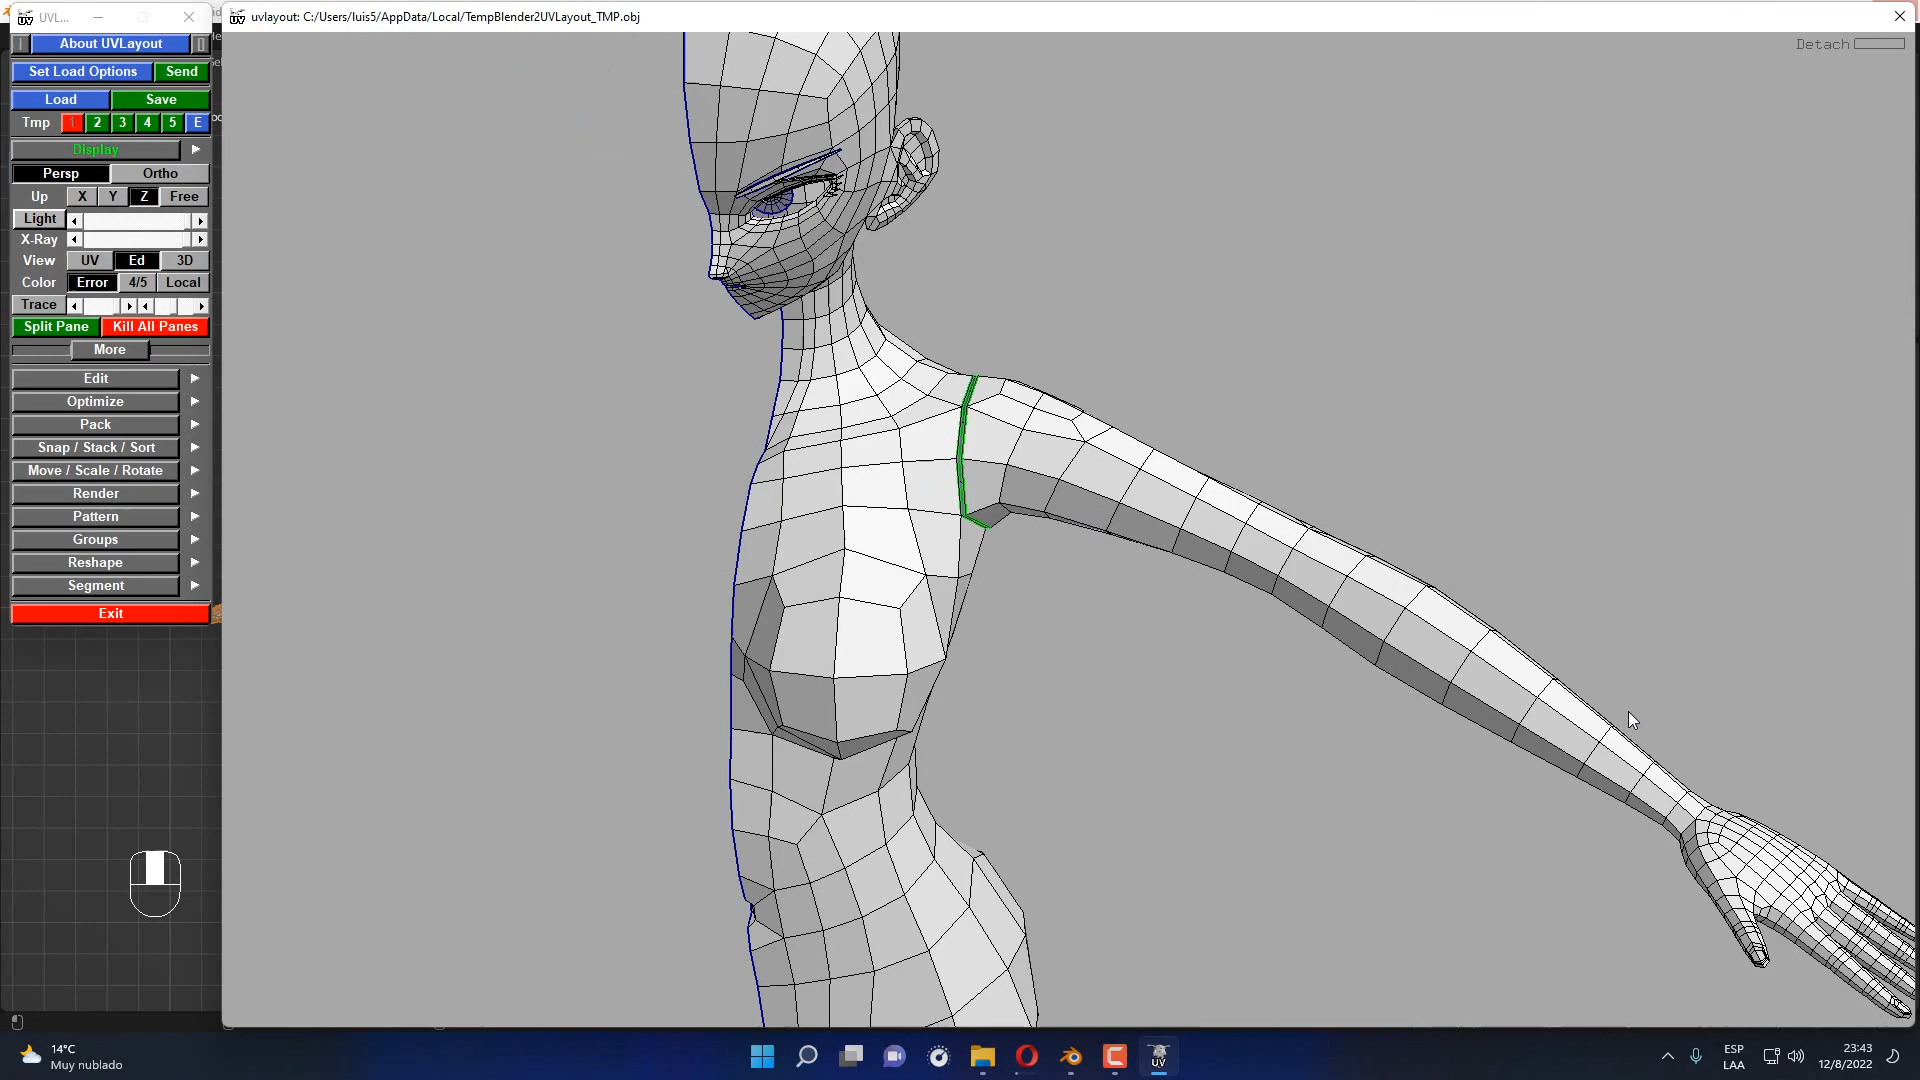 UVL...
uvlayout: C:/Users/luis5/AppData/Local/TempBlender2UVLayout_TMP.obj
About UVLayout
Detach
Set Load Options Send
Load Save
Tmp 1 2 3 4 5 E
Display
Persp Ortho
Up X Y Z Free
Light
X-Ray
View UV Ed 3D
Color Error 4/5 Local
Trace
Split Pane Kill All Panes
More
Edit
Optimize
Pack
Snap / Stack / Sort
Move / Scale / Rotate
Render
Pattern
Groups
Reshape
Segment
Exit
14°C
Muy nublado
UV
ESP
LAA
23:43
12/8/2022